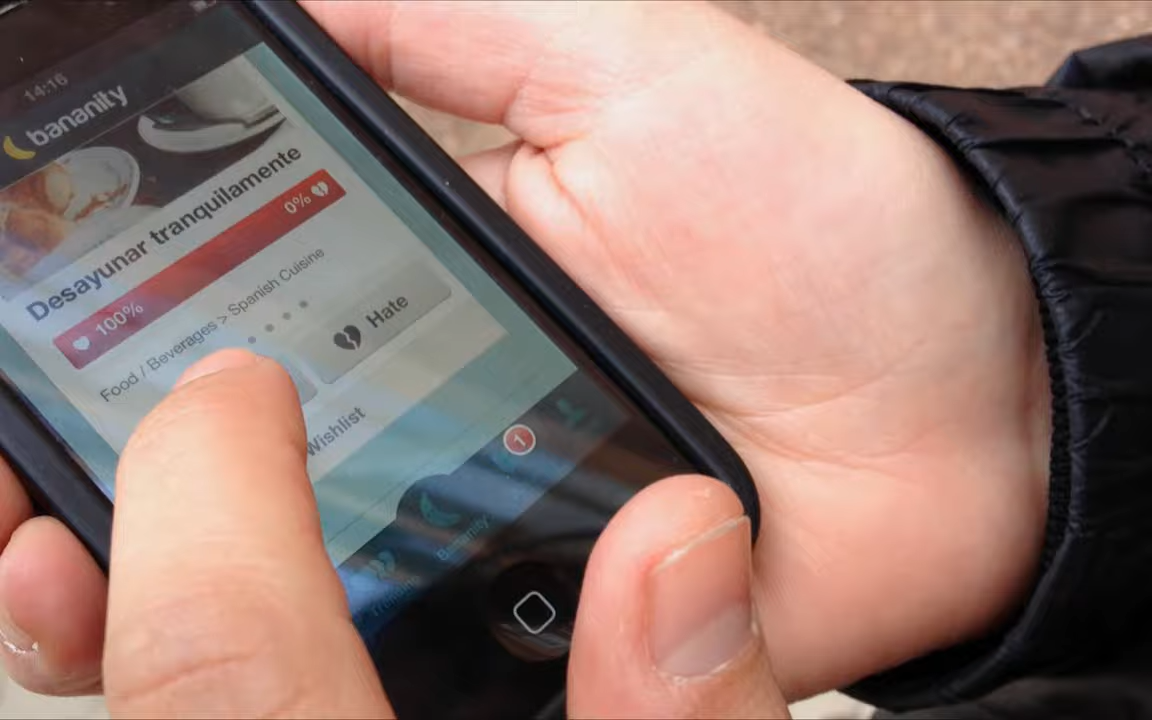 14:16
bananity
Desayunar tranquilamente
100% 0%
Food / Beverages > Spanish Cuisine
Hate
Wishlist
1
Bananity